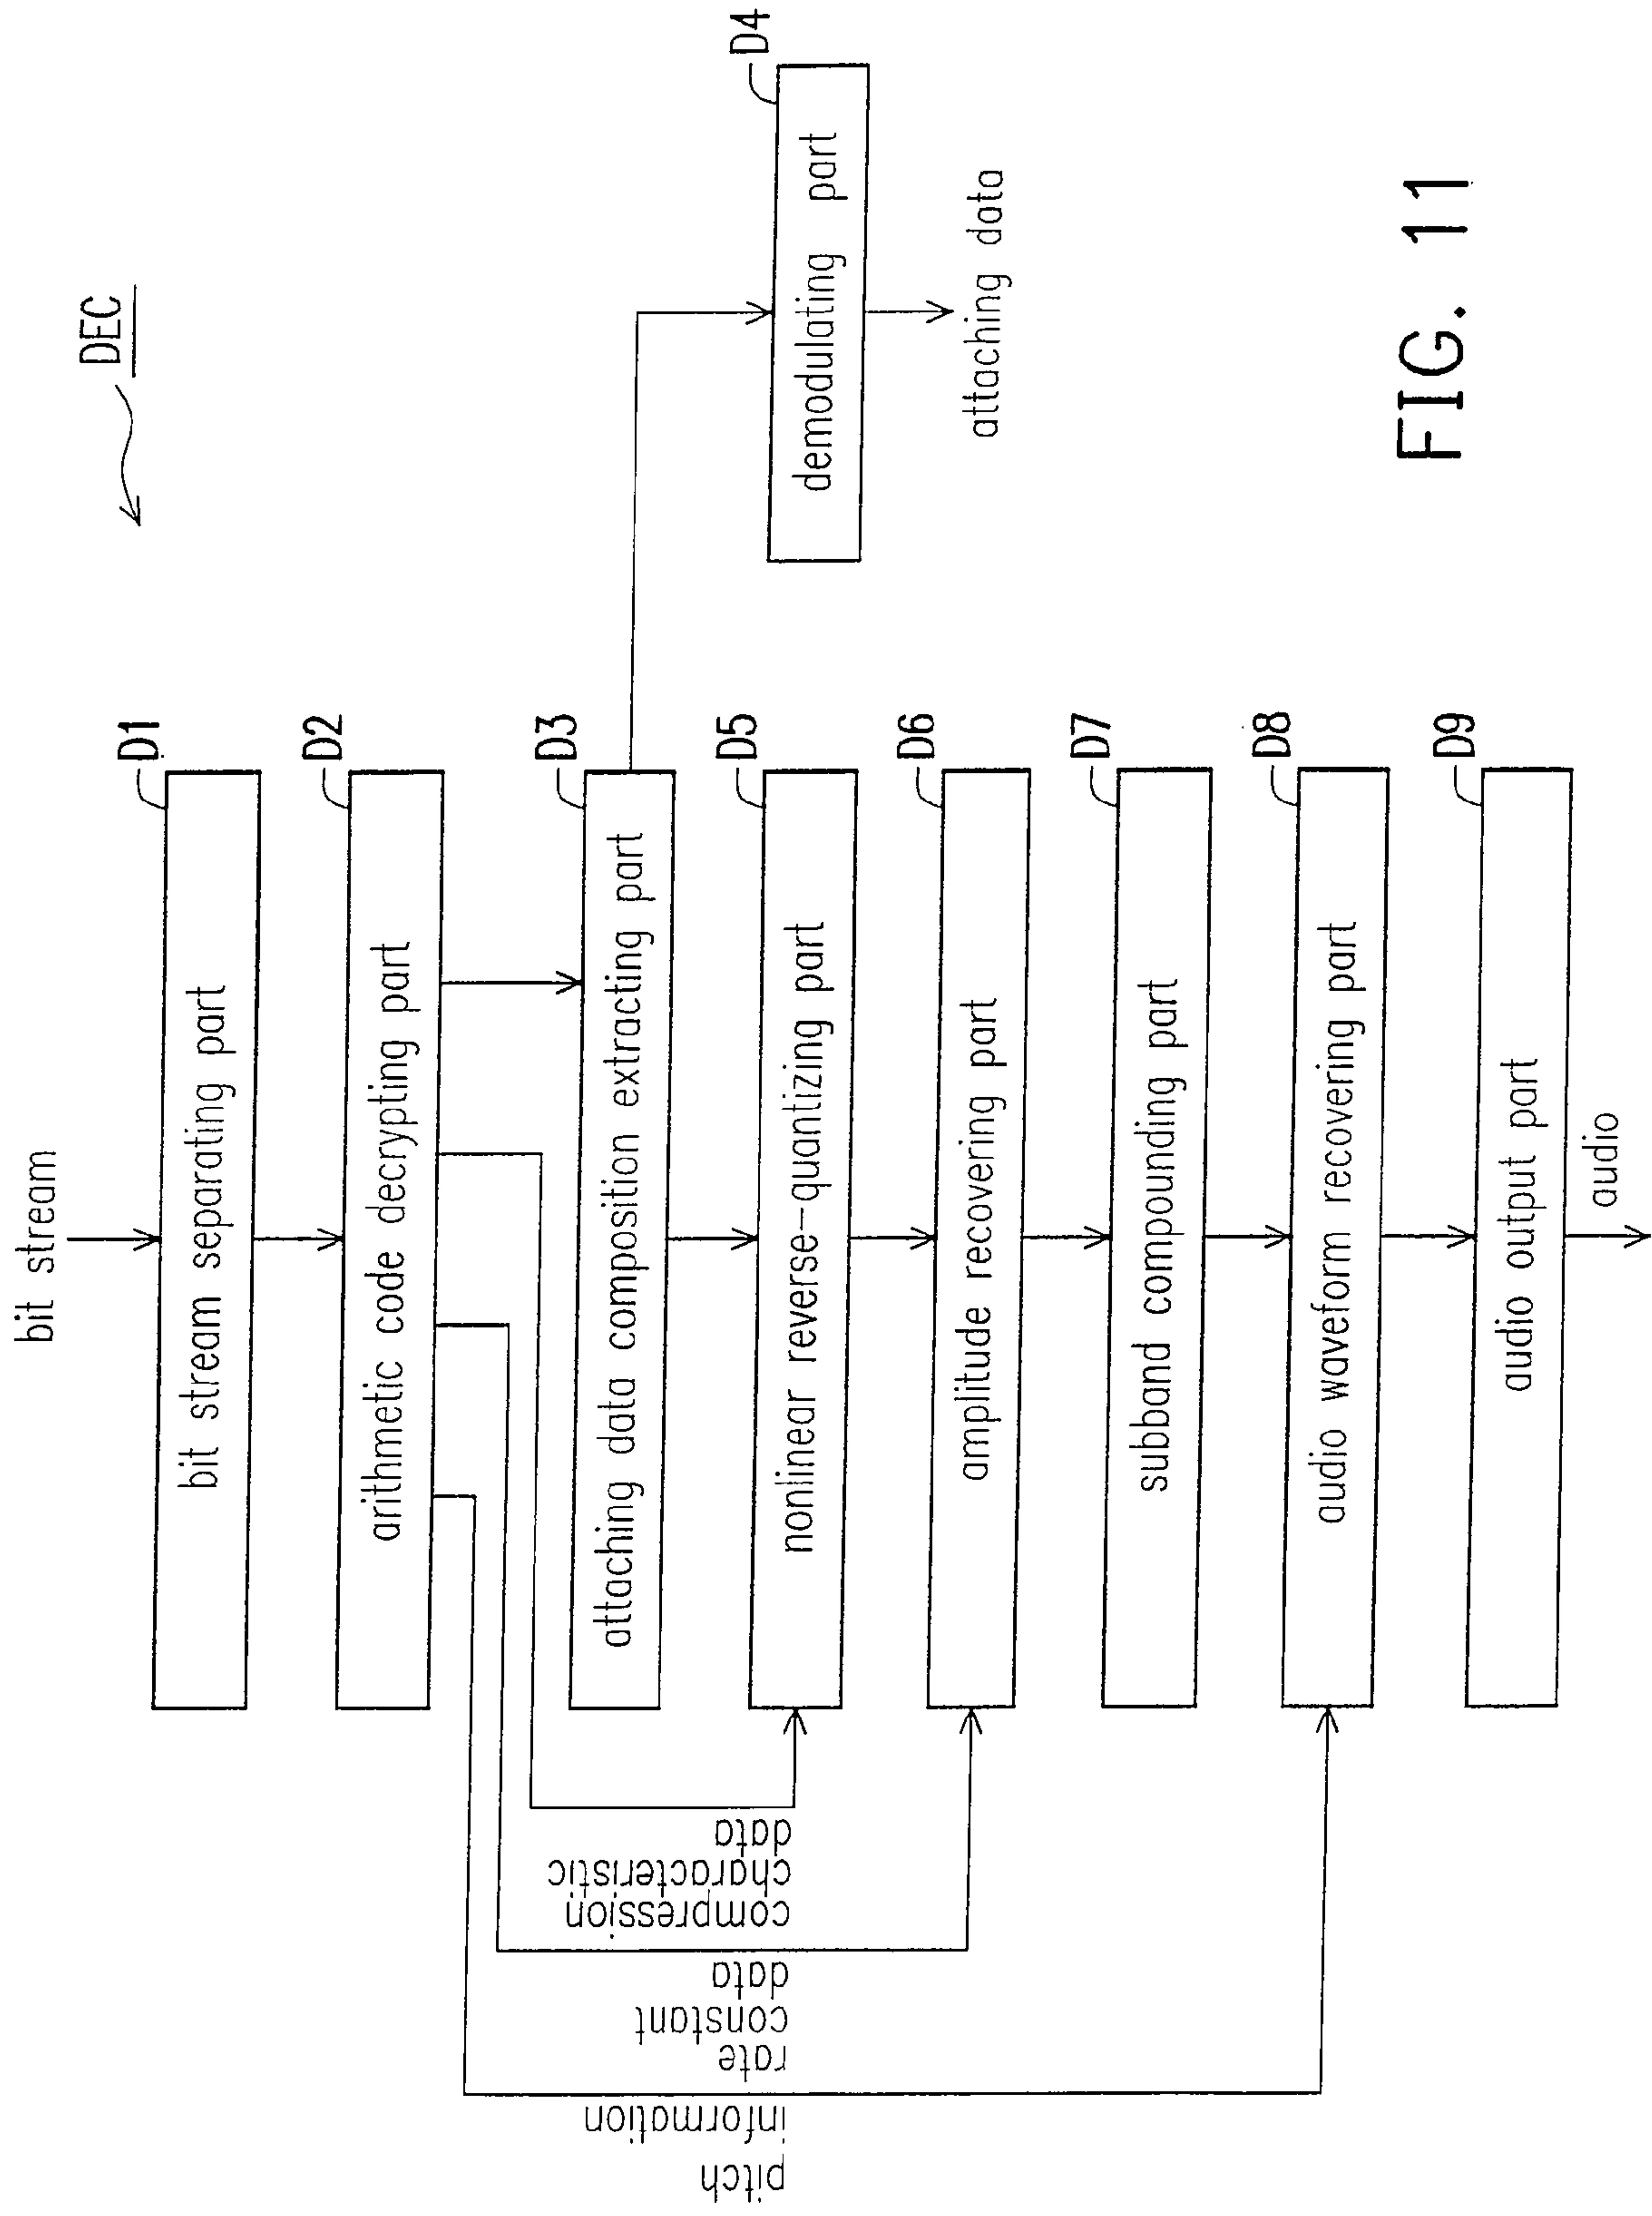 DEC
bit stream
D1
bit stream separating part
D2
arithmetic code decrypting part
D3
attaching data composition extracting part
D4
demodulating part
attaching data
D5
nonlinear reverse-quantizing part
D6
amplitude recovering part
D7
subband compounding part
D8
audio waveform recovering part
D9
audio output part
audio
pitch
information
rate
constant
data
compression
characteristic
data
FIG. 11